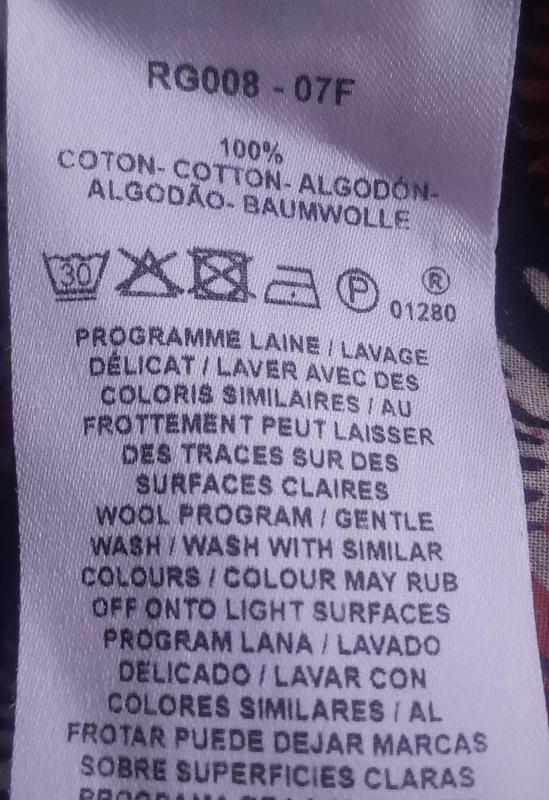 RG008 - 07F
100%
COTON- COTTON- ALGODÓN-
ALGODÃO- BAUMWOLLE
30 P ®
01280
PROGRAMME LAINE / LAVAGE
DÉLICAT / LAVER AVEC DES
COLORIS SIMILAIRES / AU
FROTTEMENT PEUT LAISSER
DES TRACES SUR DES
SURFACES CLAIRES
WOOL PROGRAM / GENTLE
WASH / WASH WITH SIMILAR
COLOURS / COLOUR MAY RUB
OFF ONTO LIGHT SURFACES
PROGRAM LANA / LAVADO
DELICADO / LAVAR CON
COLORES SIMILARES / AL
FROTAR PUEDE DEJAR MARCAS
SOBRE SUPERFICIES CLARAS